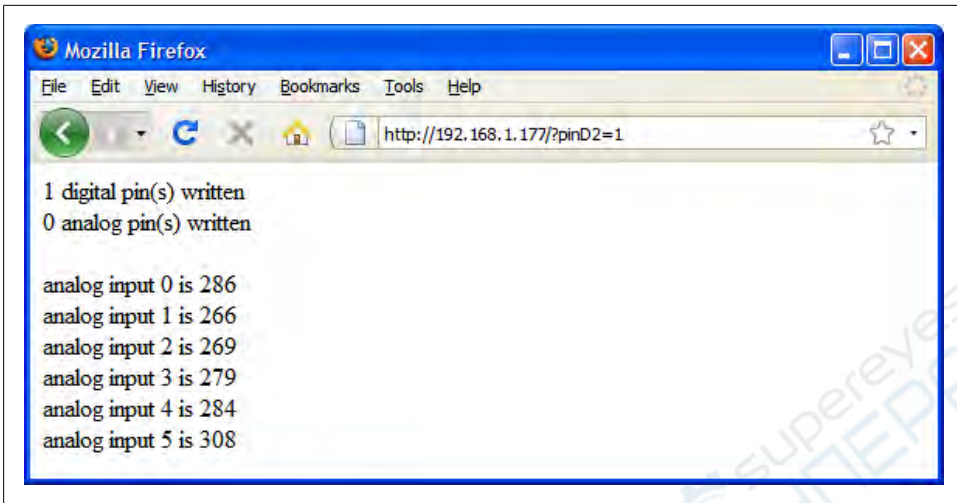 Mozilla Firefox
File Edit View History Bookmarks Tools Help
http://192.168.1.177/?pinD2=1
1 digital pin(s) written
0 analog pin(s) written
analog input 0 is 286
analog input 1 is 266
analog input 2 is 269
analog input 3 is 279
analog input 4 is 284
analog input 5 is 308
supereyes